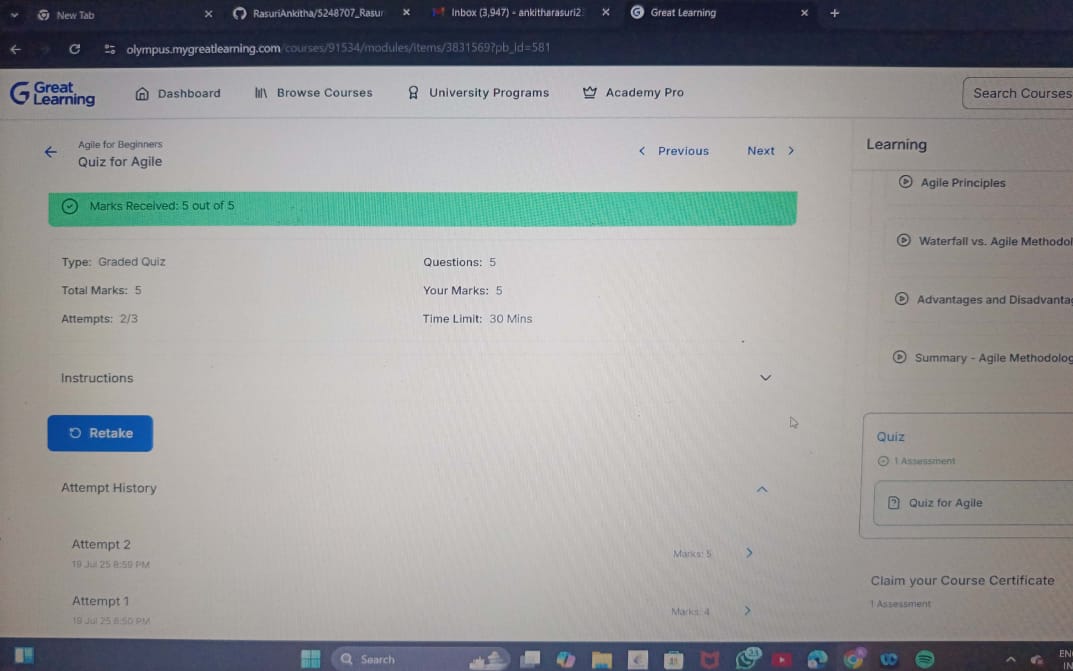 New Tab
RasuriAnkitha/5248707_Rasur
Inbox (3,947) - ankitharasuri2
Great Learning
olympus.mygreatlearning.com/courses/91534/modules/items/3831569?pb_id=581
Great Learning
Dashboard
Browse Courses
University Programs
Academy Pro
Search Courses
Agile for Beginners
Quiz for Agile
Previous
Next
Marks Received: 5 out of 5
Type: Graded Quiz
Questions: 5
Total Marks: 5
Your Marks: 5
Attempts: 2/3
Time Limit: 30 Mins
Instructions
Retake
Attempt History
Attempt 2
19 Jul 25 8:59 PM
Marks: 5
Attempt 1
19 Jul 25 8:50 PM
Marks: 4
Learning
Agile Principles
Waterfall vs. Agile Methodol
Advantages and Disadvanta
Summary - Agile Methodolog
Quiz
1 Assessment
Quiz for Agile
Claim your Course Certificate
1 Assessment
Search
EN
IN